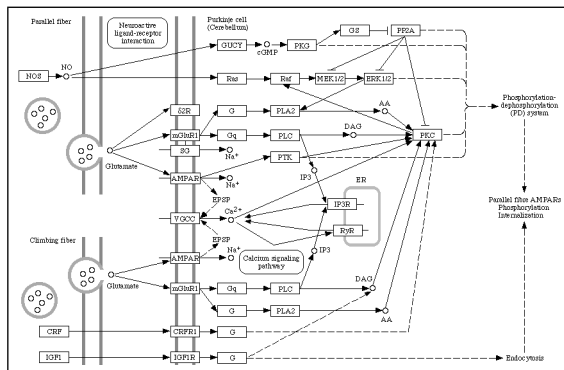 Parallel fiber
Neuroactive
ligand-receptor
interaction
Purkinje cell
(Cerebellum)
GUCY
cGMP
PKG
GS
PP2A
NOS
NO
Ras
Raf
MEK1/2
ERK1/2
Phosphorylation-
dephosphorylation
(PD) system
δ2R
G
PLA2
AA
mGluR1
Gq
PLC
DAG
PKC
SG
Na+
Glutamate
PTK
AMPAR
Na+
IP3
ER
EPSP
Ca2+
IP3R
VGCC
RyR
Parallel fibre AMPARs
Phosphorylation
Internalization
EPSP
Climbing fiber
AMPAR
Na+
IP3
Calcium signaling
pathway
Glutamate
mGluR1
Gq
PLC
DAG
G
PLA2
AA
CRF
CRFR1
G
IGF1
IGF1R
G
Endocytosis